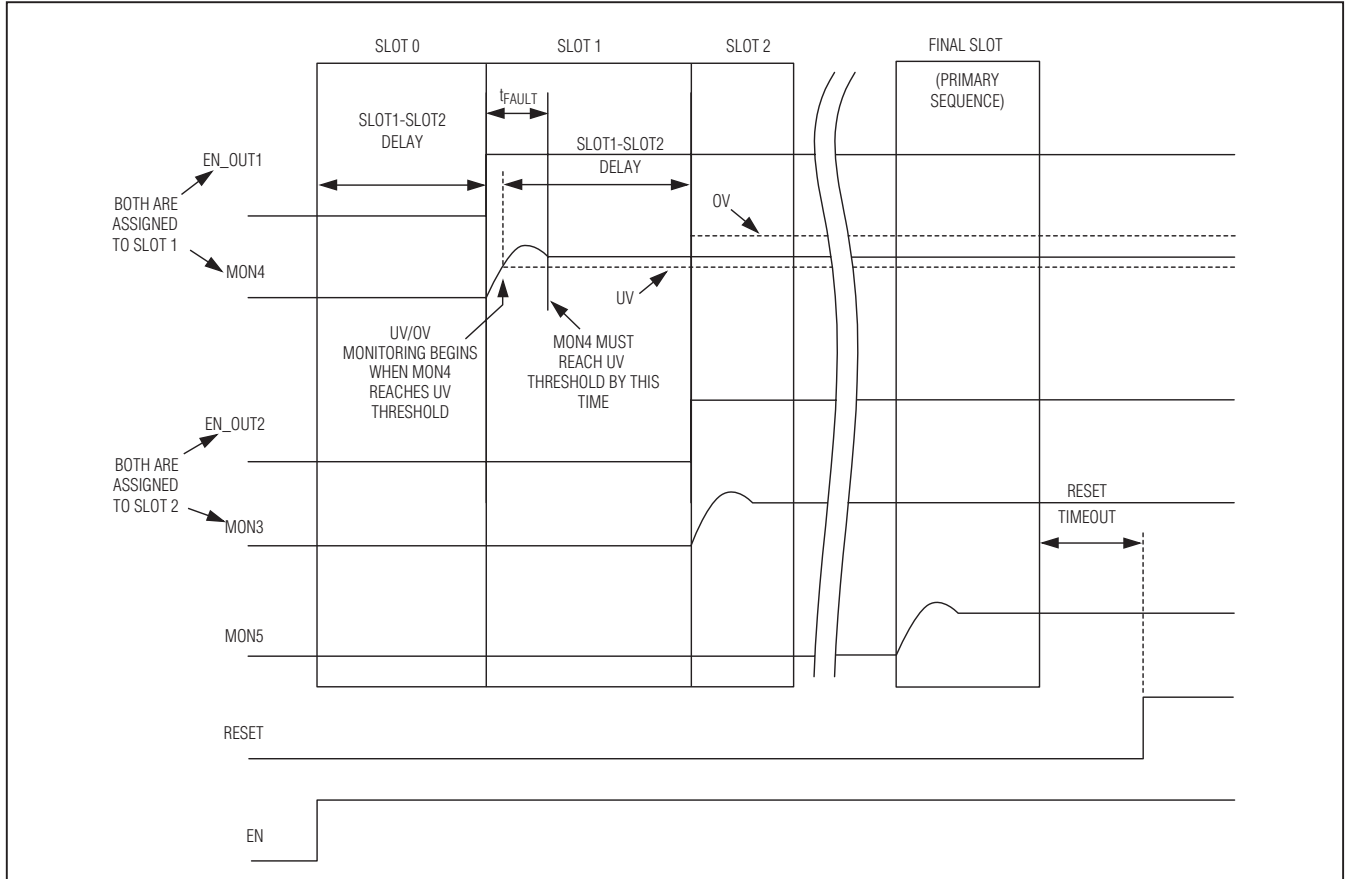 SLOT 0
SLOT 1
SLOT 2
FINAL SLOT
(PRIMARY
SEQUENCE)
tFAULT
SLOT1-SLOT2
DELAY
SLOT1-SLOT2
DELAY
EN_OUT1
BOTH ARE
ASSIGNED
TO SLOT 1
MON4
OV
UV
UV/OV
MONITORING BEGINS
WHEN MON4
REACHES UV
THRESHOLD
MON4 MUST
REACH UV
THRESHOLD BY THIS
TIME
EN_OUT2
BOTH ARE
ASSIGNED
TO SLOT 2
MON3
RESET
TIMEOUT
MON5
RESET
EN